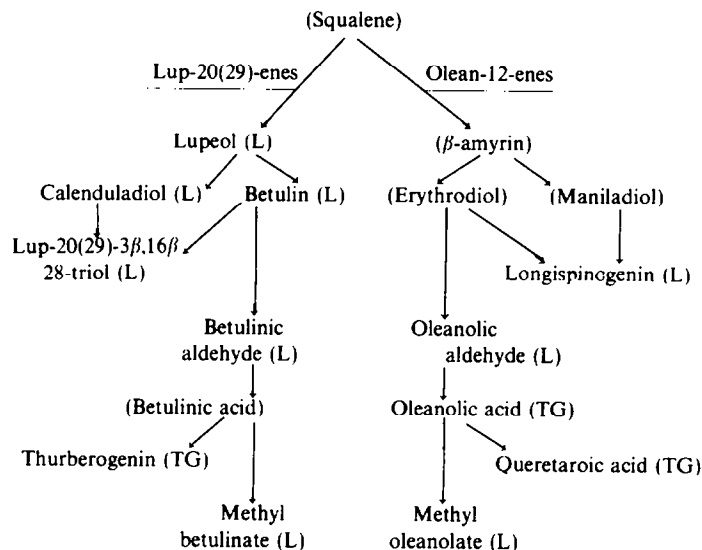 (Squalene)
Lup-20(29)-enes
Olean-12-enes
Lupeol (L)
(β-amyrin)
Calenduladiol (L)
Betulin (L)
(Erythrodiol)
(Maniladiol)
Lup-20(29)-3β,16β
28-triol (L)
Longispinogenin (L)
Betulinic
aldehyde (L)
Oleanolic
aldehyde (L)
(Betulinic acid)
Oleanolic acid (TG)
Thurberogenin (TG)
Queretaroic acid (TG)
Methyl
betulinate (L)
Methyl
oleanolate (L)